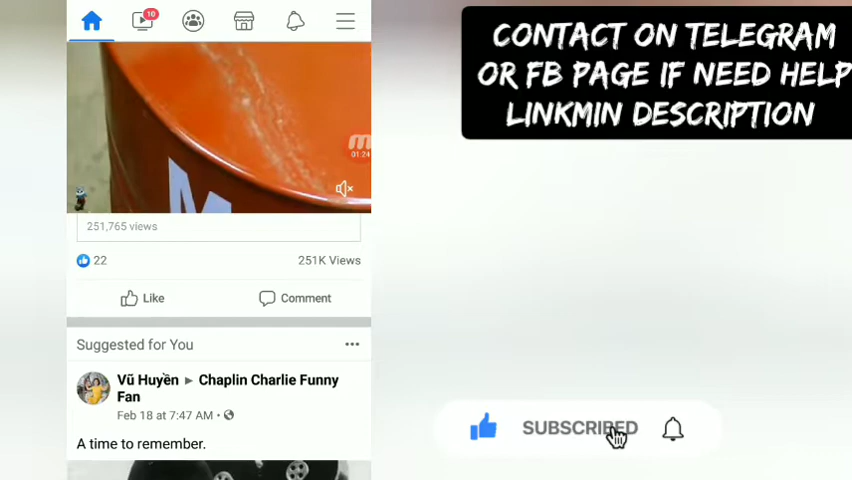 10
CONTACT ON TELEGRAM
OR FB PAGE IF NEED HELP
LINKMIN DESCRIPTION
01:24
M
251,765 views
22
251K Views
Like
Comment
Suggested for You
Vũ Huyền ▸ Chaplin Charlie Funny
Fan
Feb 18 at 7:47 AM •
A time to remember.
SUBSCRIBED